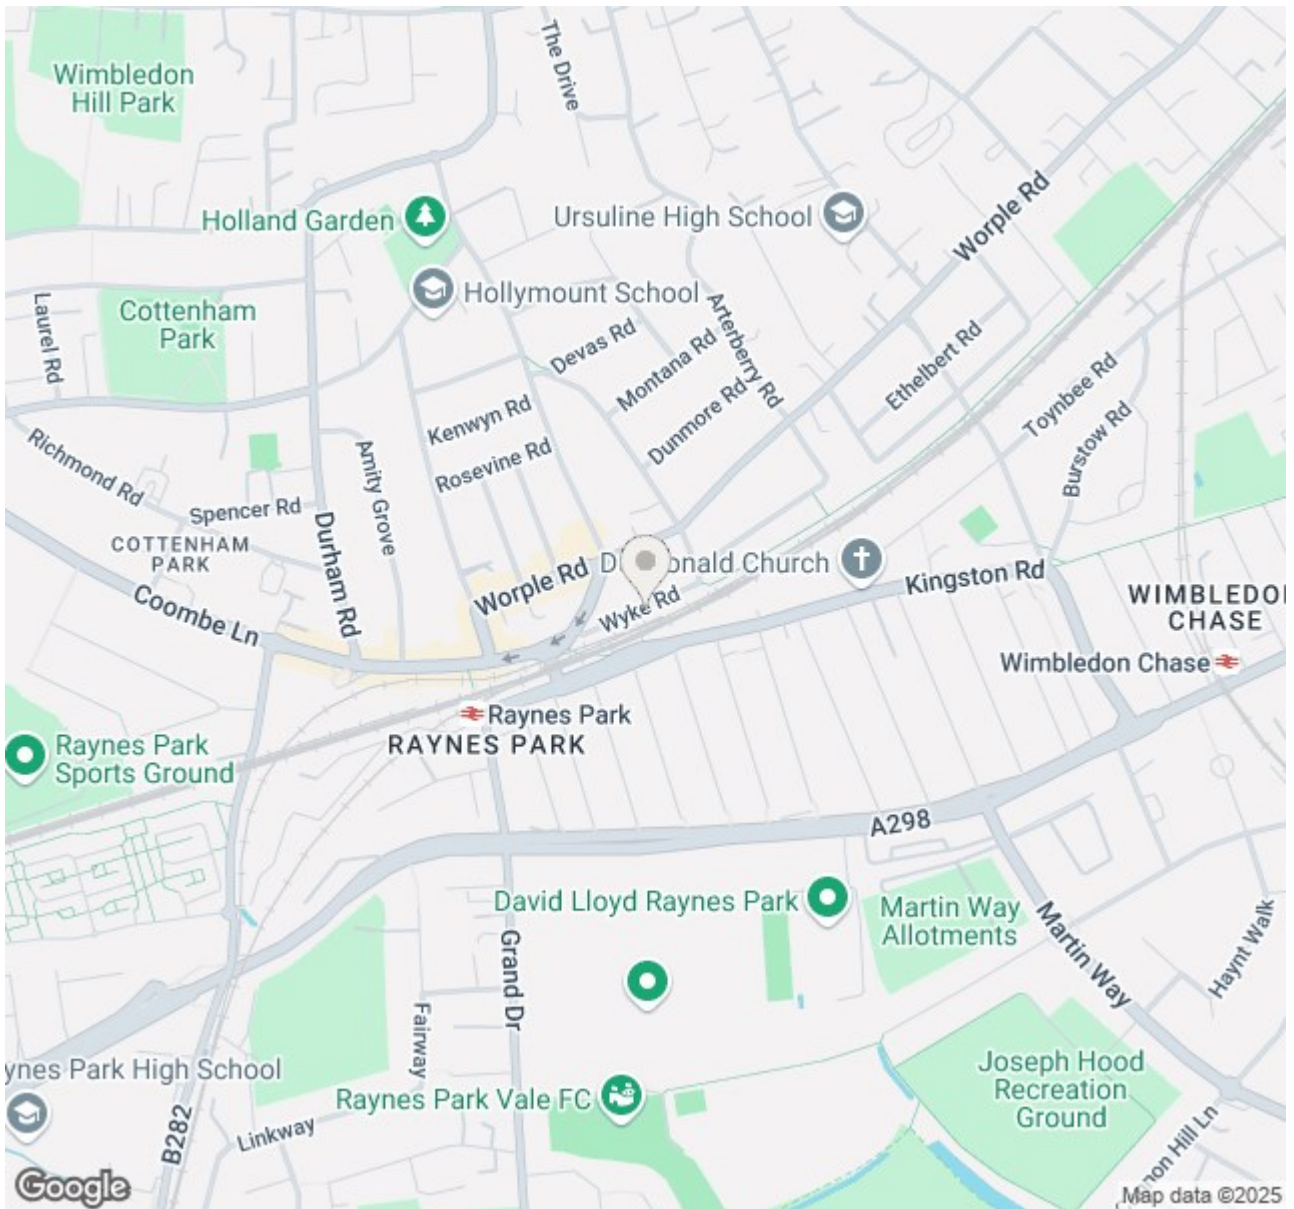 The Drive
Wimbledon
Hill Park
Holland Garden
Ursuline High School
Worple Rd
Hollymount School
Laurel Rd
Cottenham
Park
Devas Rd
Arterberry Rd
Montana Rd
Ethelbert Rd
Toynbee Rd
Dunmore Rd
Kenwyn Rd
Burstow Rd
Richmond Rd
Amity Grove
Rosevine Rd
Spencer Rd
Durham Rd
COTTENHAM
PARK
Worple Rd
D onald Church
Kingston Rd
Coombe Ln
Wyke Rd
WIMBLEDO
CHASE
Wimbledon Chase
Raynes Park
RAYNES PARK
Raynes Park
Sports Ground
A298
David Lloyd Raynes Park
Martin Way
Allotments
Martin Way
Haynt Walk
Grand Dr
Fairway
ynes Park High School
Joseph Hood
Recreation
Ground
Raynes Park Vale FC
B282
Linkway
non Hill Ln
Google
Map data ©2025